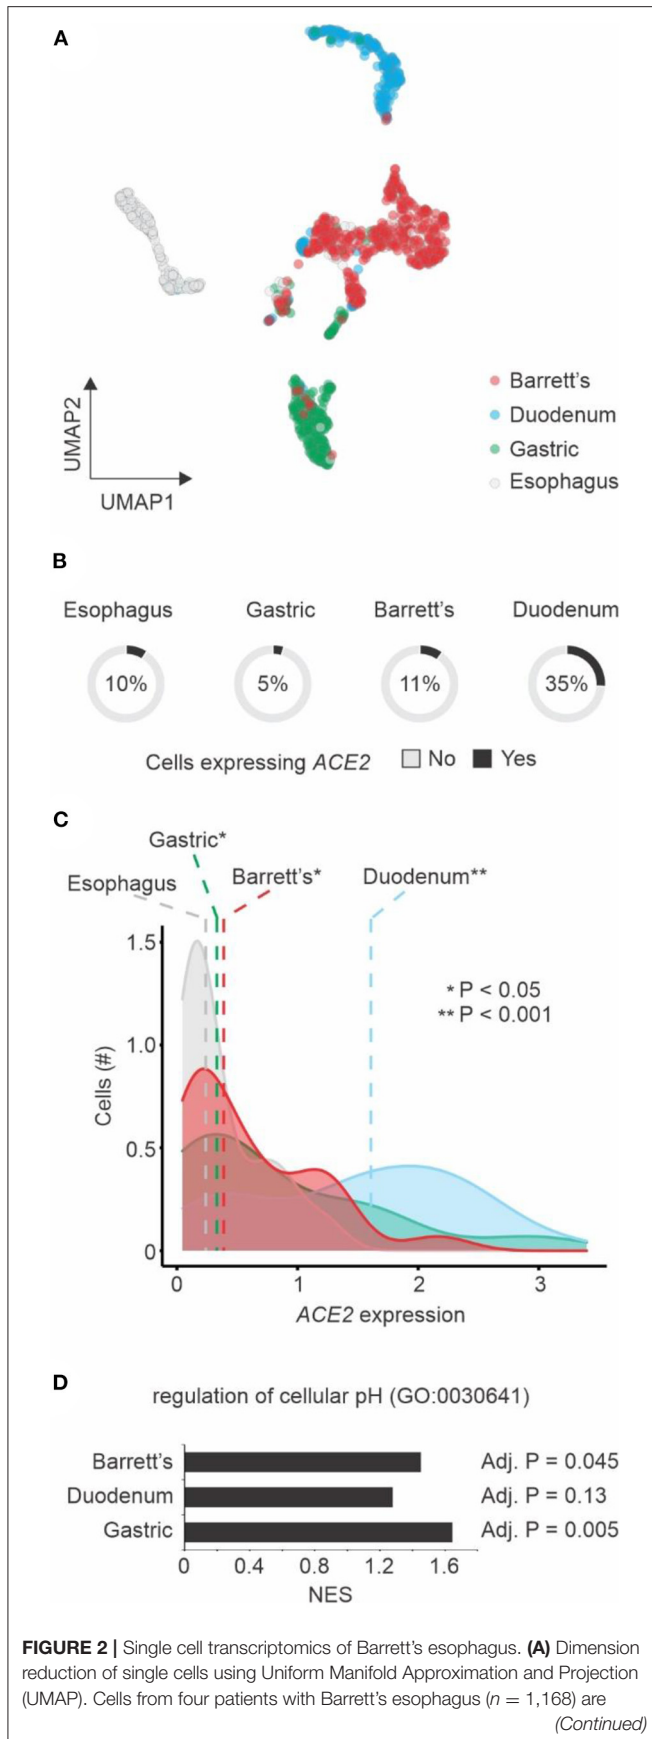 A
UMAP2
UMAP1
Barrett's
Duodenum
Gastric
Esophagus
B
Esophagus
Gastric
Barrett's
Duodenum
10%
5%
11%
35%
Cells expressing ACE2
No
Yes
C
Gastric*
Esophagus
Barrett's*
Duodenum**
* P < 0.05
** P < 0.001
Cells (#)
1.5
1.0
0.5
0
0
1
2
3
ACE2 expression
D
regulation of cellular pH (GO:0030641)
Barrett's
Adj. P = 0.045
Duodenum
Adj. P = 0.13
Gastric
Adj. P = 0.005
0
0.4
0.8
1.2
1.6
NES
FIGURE 2 | Single cell transcriptomics of Barrett's esophagus. (A) Dimension
reduction of single cells using Uniform Manifold Approximation and Projection
(UMAP). Cells from four patients with Barrett's esophagus (n = 1,168) are
(Continued)